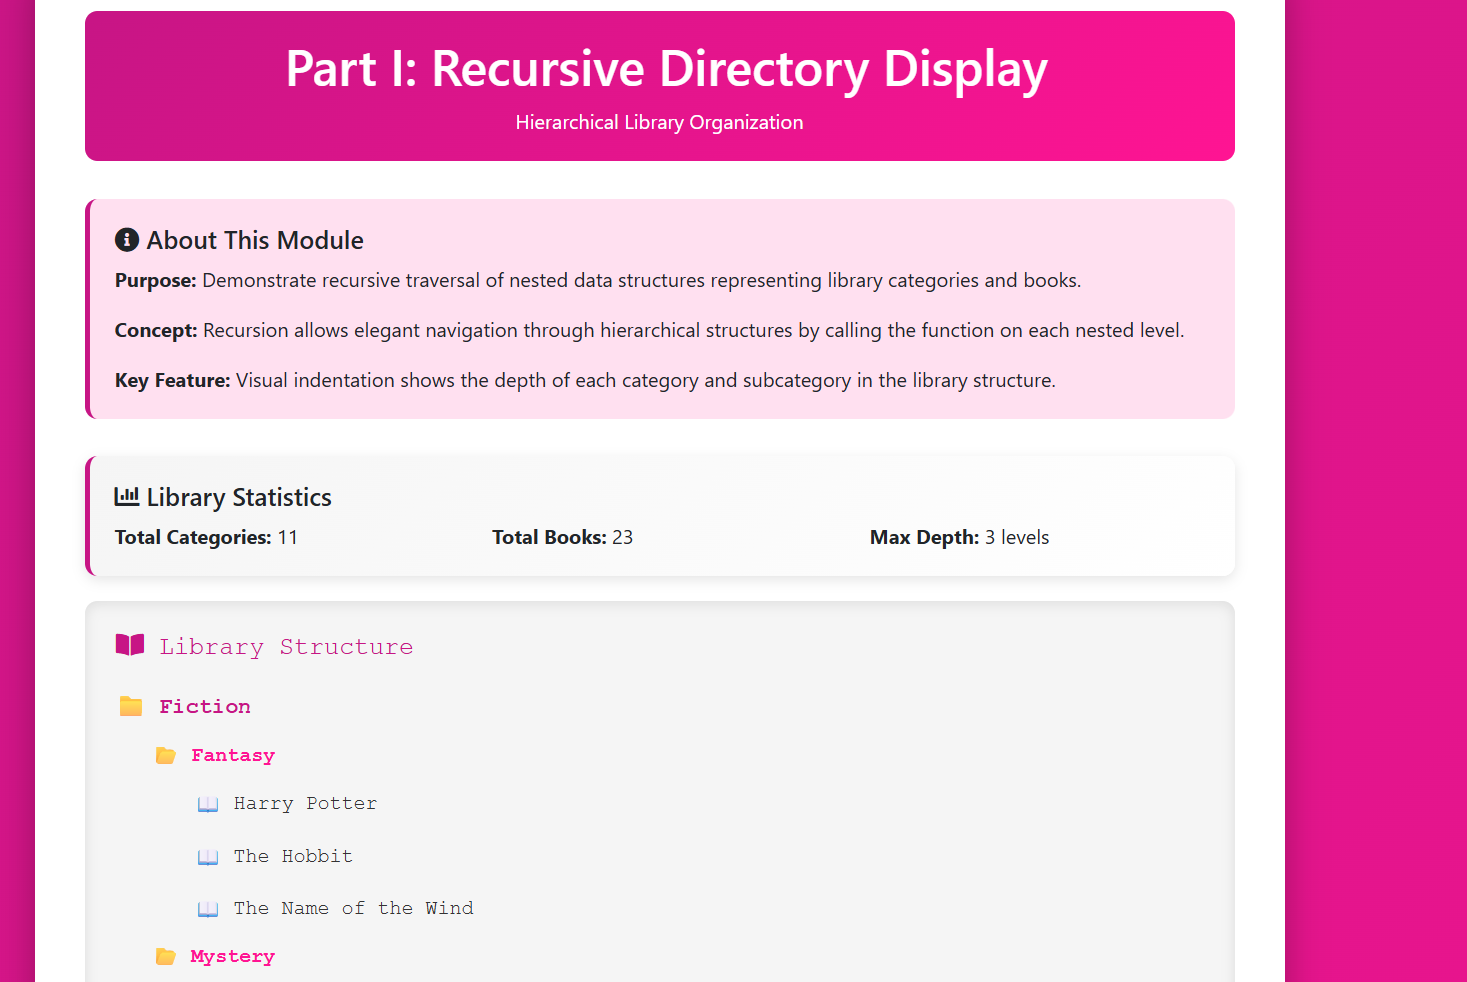 Part I: Recursive Directory Display
Hierarchical Library Organization
About This Module
Purpose: Demonstrate recursive traversal of nested data structures representing library categories and books.
Concept: Recursion allows elegant navigation through hierarchical structures by calling the function on each nested level.
Key Feature: Visual indentation shows the depth of each category and subcategory in the library structure.
Library Statistics
Total Categories: 11 Total Books: 23 Max Depth: 3 levels
Library Structure
Fiction
Fantasy
Harry Potter
The Hobbit
The Name of the Wind
Mystery